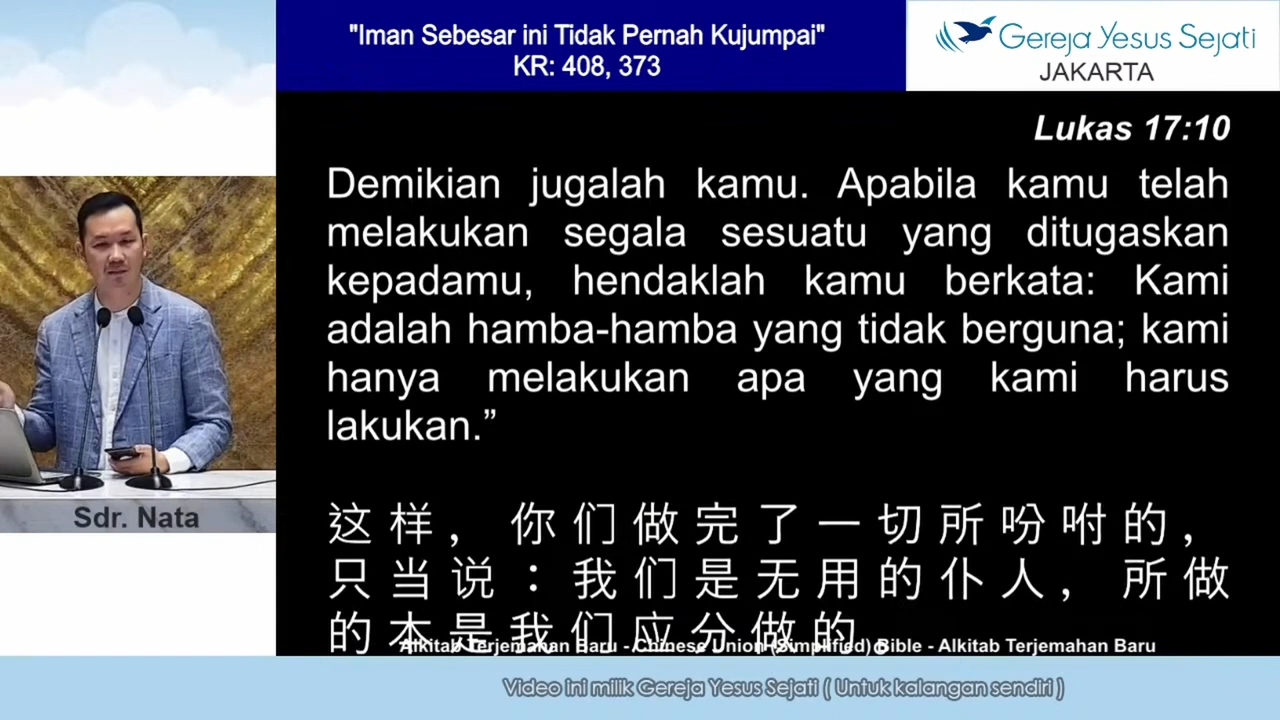 "Iman Sebesar ini Tidak Pernah Kujumpai"
KR: 408, 373
Gereja Yesus Sejati
JAKARTA
Lukas 17:10
Demikian jugalah kamu. Apabila kamu telah
melakukan segala sesuatu yang ditugaskan
kepadamu, hendaklah kamu berkata: Kami
adalah hamba-hamba yang tidak berguna; kami
hanya melakukan apa yang kami harus
lakukan.”
这样，你们做完了一切所吩咐的，
只当说：我们是无用的仆人，所做
的本是我们应分做的。
Alkitab Terjemahan Baru - Chinese Union (Simplified) Bible - Alkitab Terjemahan Baru
Sdr. Nata
Video ini milik Gereja Yesus Sejati ( Untuk kalangan sendiri )